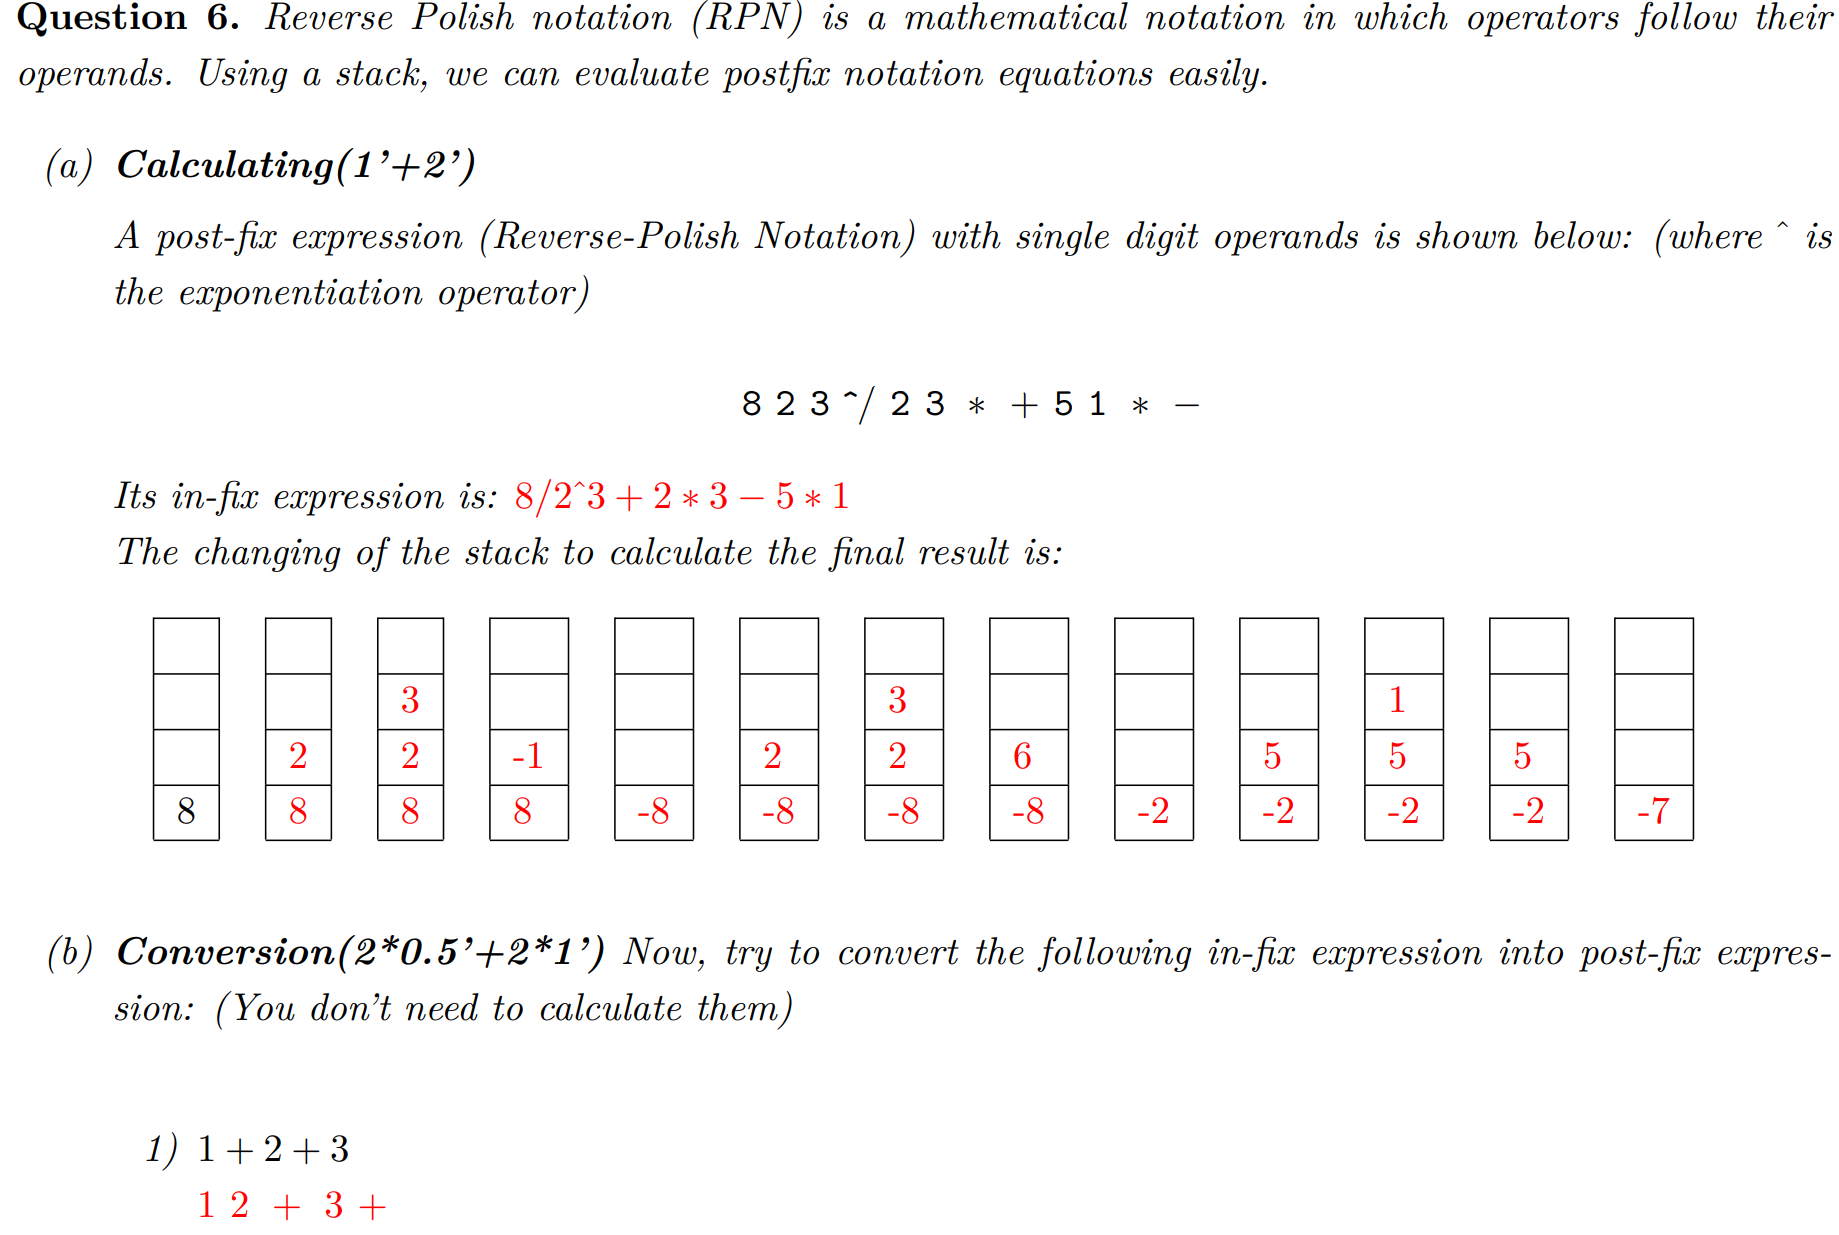 Question 6. Reverse Polish notation (RPN) is a mathematical notation in which operators follow their
operands. Using a stack, we can evaluate postfix notation equations easily.
(a) Calculating(1’+2’)
A post-fix expression (Reverse-Polish Notation) with single digit operands is shown below: (where ^ is
the exponentiation operator)
8 2 3 ^/ 2 3 * + 5 1 * −
Its in-fix expression is: 8/2^3 + 2 * 3 − 5 * 1
The changing of the stack to calculate the final result is:
3 3 1
2 2 -1 2 2 6 5 5 5
8 8 8 8 -8 -8 -8 -8 -2 -2 -2 -2 -7
(b) Conversion(2*0.5’+2*1’) Now, try to convert the following in-fix expression into post-fix expres-
sion: (You don’t need to calculate them)
1) 1 + 2 + 3
1 2 + 3 +